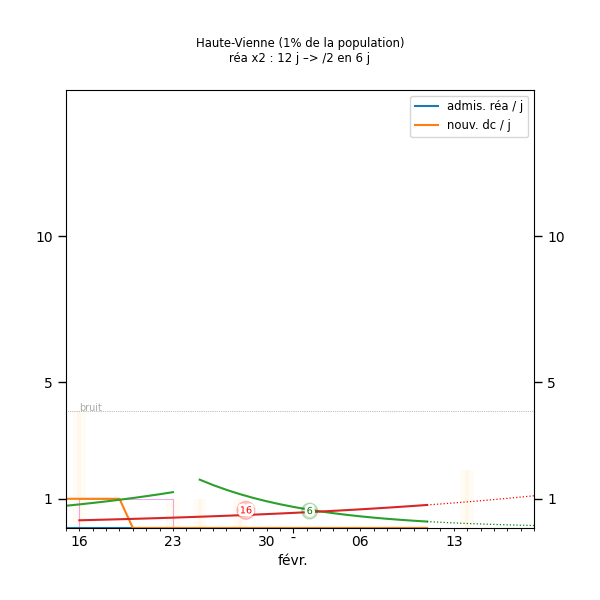 Haute-Vienne (1% de la population)
réa x2 : 12 j –> /2 en 6 j
admis. réa / j
nouv. dc / j
10
10
5
5
bruit
1
1
16
6
16
23
30
-
06
13
févr.